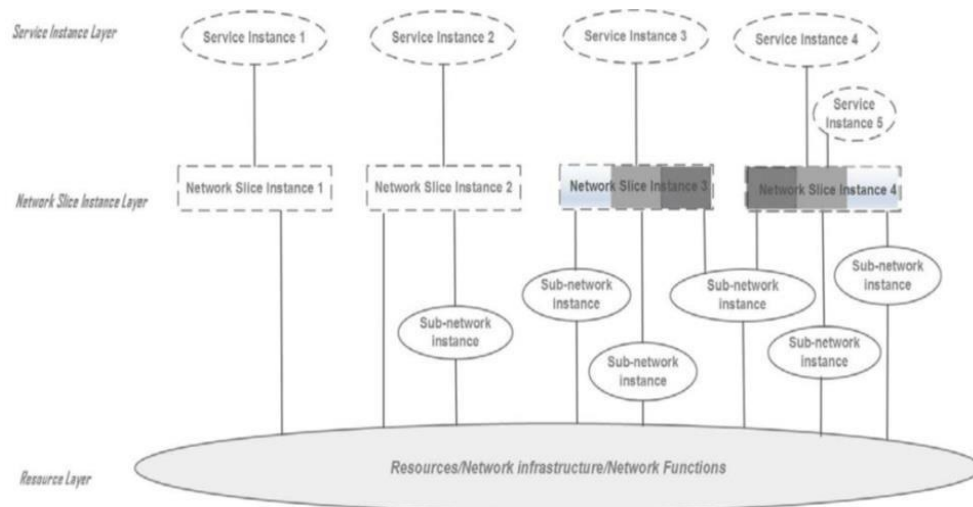 Service Instance Layer
Service Instance 1
Service Instance 2
Service Instance 3
Service Instance 4
Service
Instance 5
Network Slice Instance Layer
Network Slice Instance 1
Network Slice Instance 2
Network Slice Instance 3
Network Slice Instance 4
Sub-network
instance
Sub-network
instance
Sub-network
instance
Sub-network
instance
Sub-network
instance
Sub-network
instance
Resource Layer
Resources/Network infrastructure/Network Functions